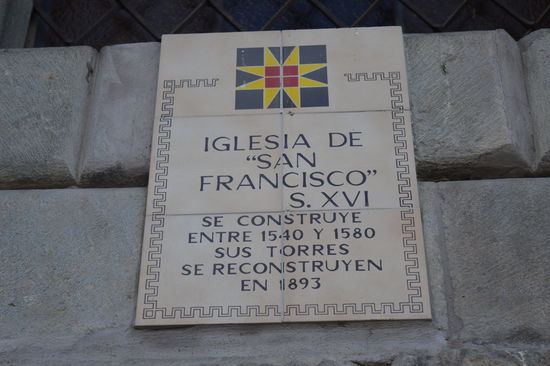 IGLESIA DE
"SAN
FRANCISCO"
S. XVI
SE CONSTRUYE
ENTRE 1540 Y 1580
SUS TORRES
SE RECONSTRUYEN
EN 1893